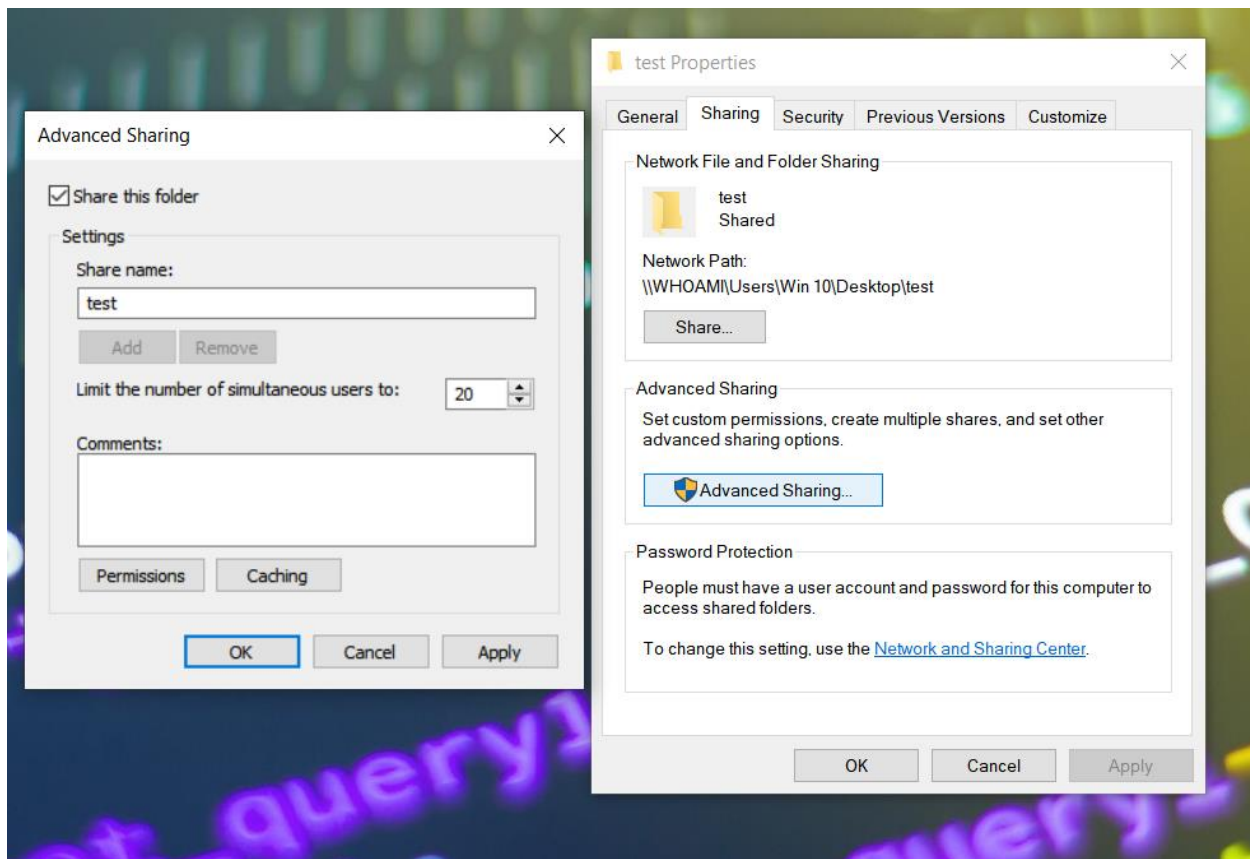 Advanced Sharing
Share this folder
Settings
Share name:
test
Add Remove
Limit the number of simultaneous users to: 20
Comments:
Permissions Caching
OK Cancel Apply
test Properties
General Sharing Security Previous Versions Customize
Network File and Folder Sharing
test
Shared
Network Path:
\\WHOAMI\Users\Win 10\Desktop\test
Share...
Advanced Sharing
Set custom permissions, create multiple shares, and set other
advanced sharing options.
Advanced Sharing...
Password Protection
People must have a user account and password for this computer to
access shared folders.
To change this setting, use the Network and Sharing Center.
OK Cancel Apply
query1